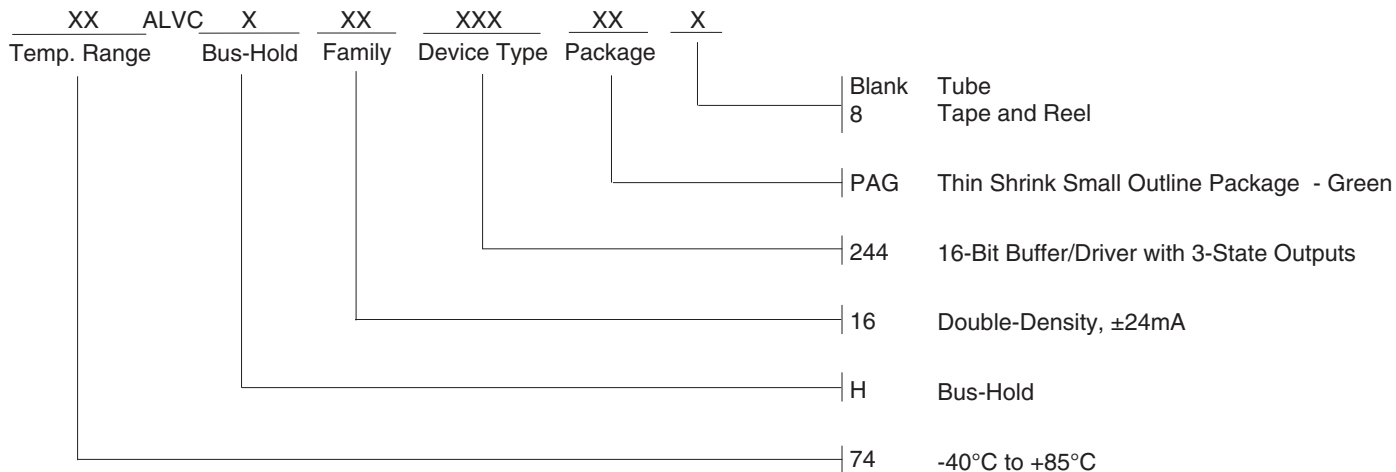 XX ALVC X XX XXX XX X
Temp. Range Bus-Hold Family Device Type Package
Blank Tube
8 Tape and Reel
PAG Thin Shrink Small Outline Package - Green
244 16-Bit Buffer/Driver with 3-State Outputs
16 Double-Density, ±24mA
H Bus-Hold
74 -40°C to +85°C